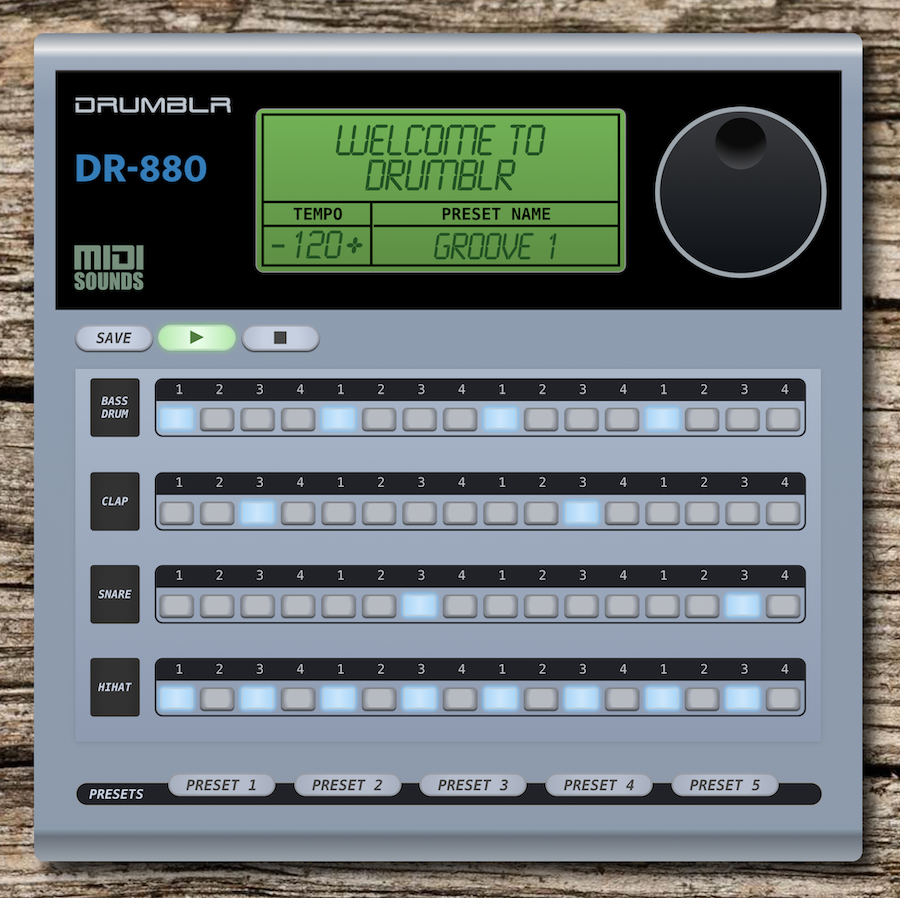 DRUMBLR
DR-880
MIDI
SOUNDS
WELCOME TO
DRUMBLR
TEMPO PRESET NAME
-120+ GROOVE 1
SAVE
BASS
DRUM
1 2 3 4 1 2 3 4 1 2 3 4 1 2 3 4
CLAP
1 2 3 4 1 2 3 4 1 2 3 4 1 2 3 4
SNARE
1 2 3 4 1 2 3 4 1 2 3 4 1 2 3 4
HIHAT
1 2 3 4 1 2 3 4 1 2 3 4 1 2 3 4
PRESETS PRESET 1 PRESET 2 PRESET 3 PRESET 4 PRESET 5